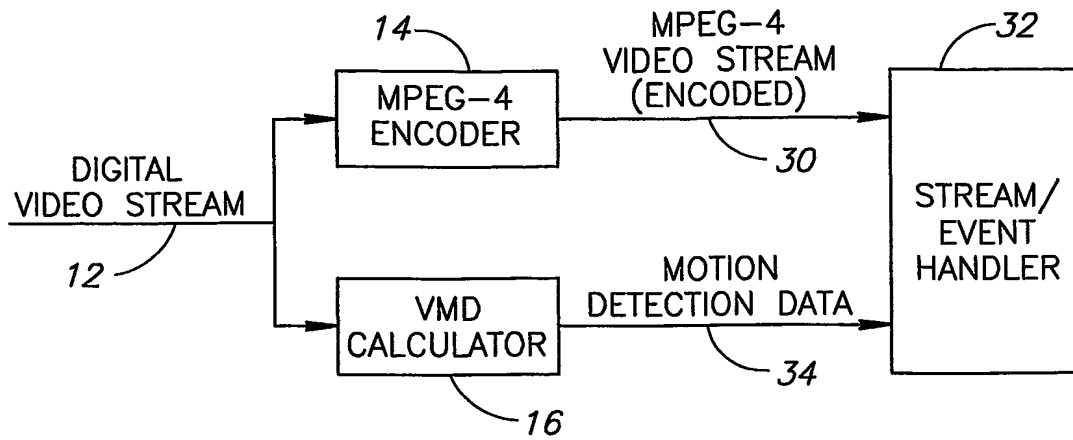 14
MPEG-4
ENCODER
MPEG-4
VIDEO STREAM
(ENCODED)
30
32
DIGITAL
VIDEO STREAM
12
STREAM/
EVENT
HANDLER
VMD
CALCULATOR
16
MOTION
DETECTION DATA
34